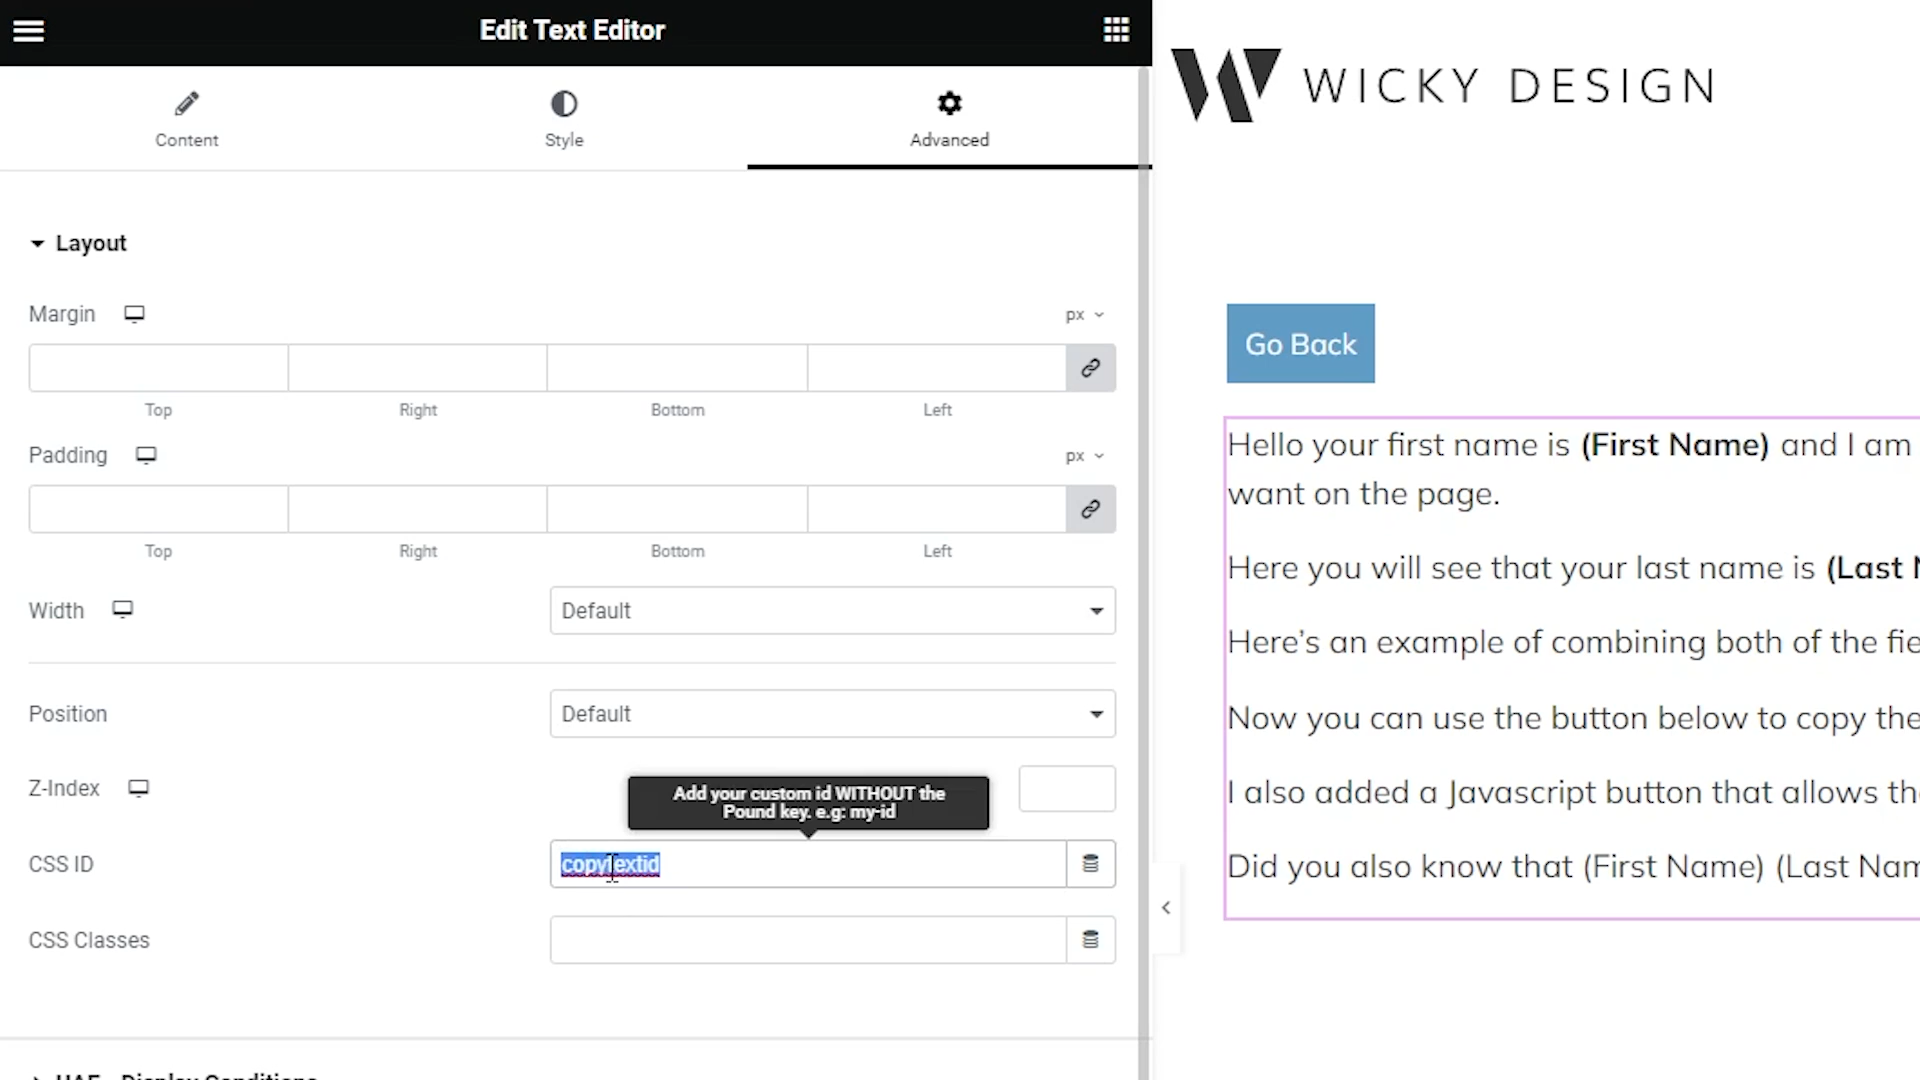 Edit Text Editor
Content
Style
Advanced
Layout
Margin
px
Top
Right
Bottom
Left
Padding
px
Top
Right
Bottom
Left
Width
Default
Position
Default
Z-Index
Add your custom id WITHOUT the
Pound key. e.g: my-id
CSS ID
copytextid
CSS Classes
UAE - Display Conditions
WICKY DESIGN
Go Back
Hello your first name is (First Name) and I am
want on the page.
Here you will see that your last name is (Last
Here's an example of combining both of the
Now you can use the button below to copy the
I also added a Javascript button that allows
Did you also know that (First Name) (Last